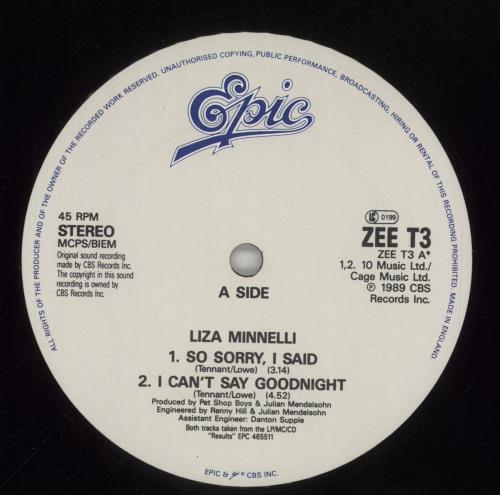 ALL RIGHTS OF THE PRODUCER AND OF THE OWNER OF THE RECORDED WORK RESERVED. UNAUTHORISED COPYING, PUBLIC PERFORMANCE, BROADCASTING, HIRING OR RENTAL OF THIS RECORDING PROHIBITED. MADE IN ENGLAND.
Epic
45 RPM
STEREO
MCPS/BIEM
Original sound recording
made by CBS Records Inc.
The copyright in this sound
recording is owned by
CBS Records Inc.
LC 0199
ZEE T3
ZEE T3 A*
1,2. 10 Music Ltd./
Cage Music Ltd.
℗ 1989 CBS
Records Inc.
A SIDE
LIZA MINNELLI
1. SO SORRY, I SAID
(Tennant/Lowe) (3.14)
2. I CAN'T SAY GOODNIGHT
(Tennant/Lowe) (4.52)
Produced by Pet Shop Boys & Julian Mendelsohn
Engineered by Renny Hill & Julian Mendelsohn
Assistant Engineer: Danton Supple
Both tracks taken from the LP/MC/CD
"Results" EPC 465511
EPIC & CBS INC.